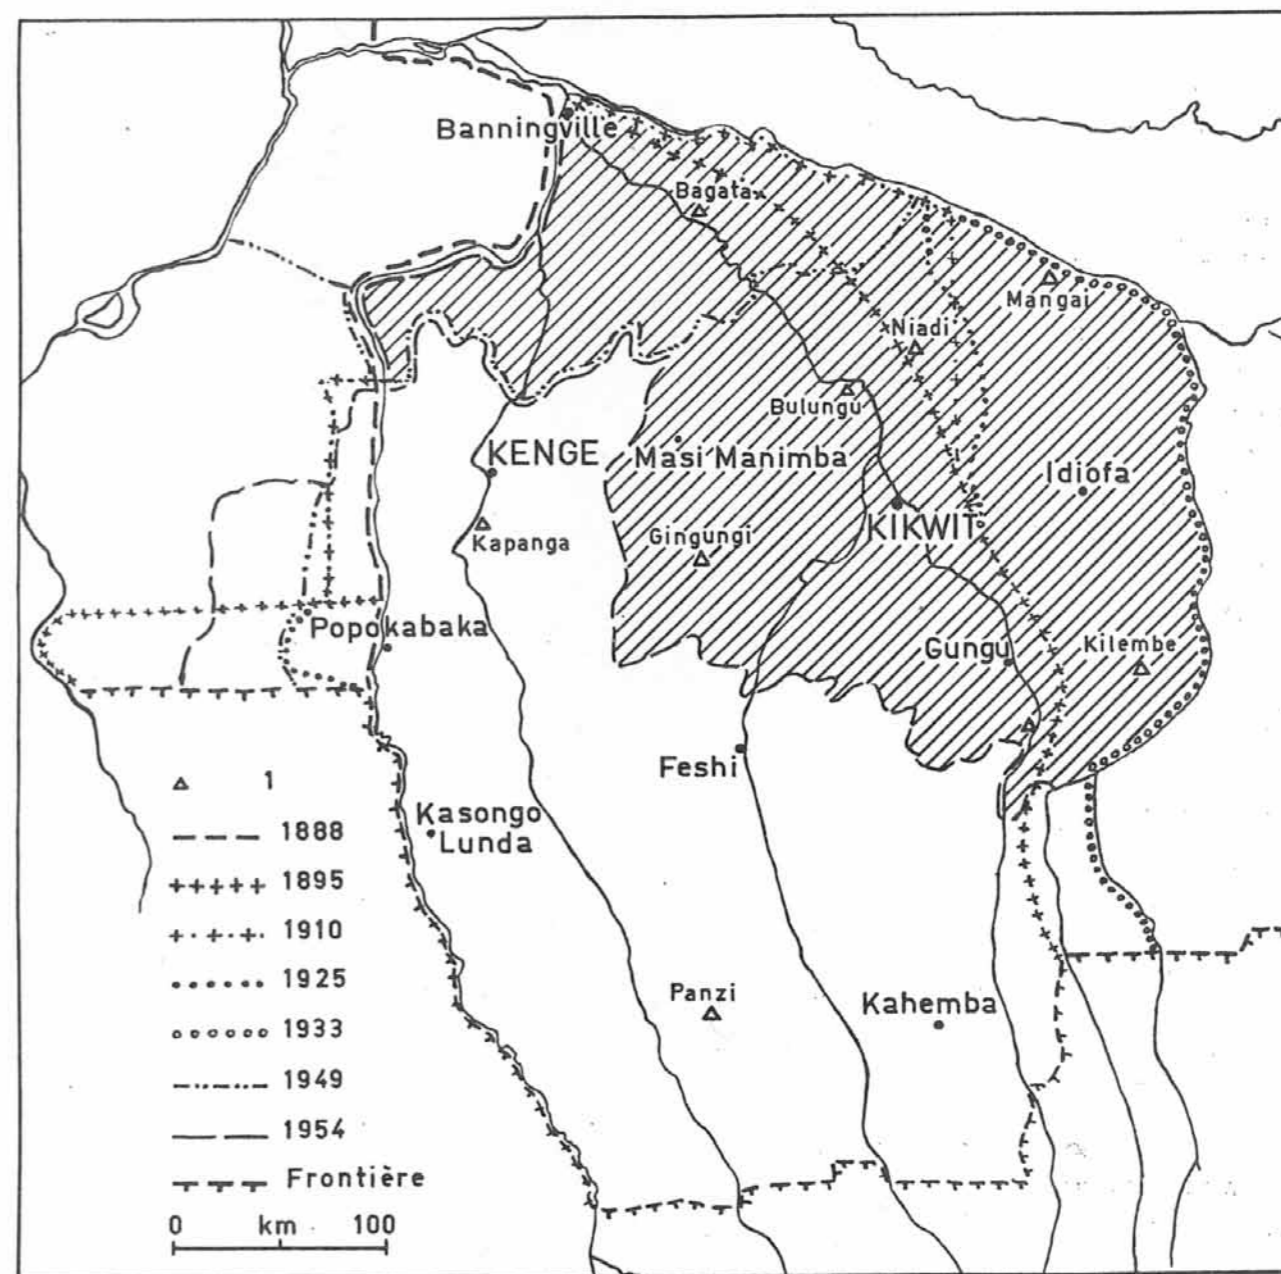 Banningville
Bagata
Mangai
Niadi
Bulungu
KENGE
Masi Manimba
Idiofa
KIKWIT
Kapanga
Gingungi
Popokabaka
Gungu
Kilembe
Feshi
Kasongo
Lunda
Panzi
Kahemba
1
1888
1895
1910
1925
1933
1949
1954
Frontière
0 km 100